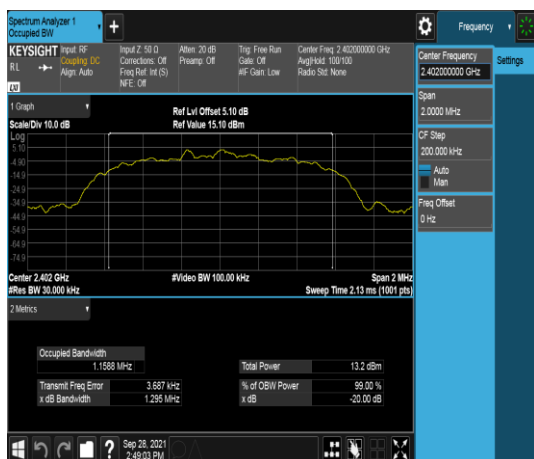 Spectrum Analyzer 1
Occupied BW
Frequency
KEYSIGHT
RL
Input: RF
Coupling: DC
Align: Auto
Input Z: 50 Ω
Corrections: Off
Freq Ref: Int (S)
NFE: Off
Atten: 20 dB
Preamp: Off
Trig: Free Run
Gate: Off
#IF Gain: Low
Center Freq: 2.402000000 GHz
Avg|Hold: 100/100
Radio Std: None
1 Graph
Scale/Div 10.0 dB
Ref Lvl Offset 5.10 dB
Ref Value 15.10 dBm
Log
5.10
-4.90
-14.9
-24.9
-34.9
-44.9
-54.9
-64.9
-74.9
Center 2.402 GHz
#Res BW 30.000 kHz
#Video BW 100.00 kHz
Span 2 MHz
Sweep Time 2.13 ms (1001 pts)
2 Metrics
Occupied Bandwidth
1.1588 MHz
Total Power 13.2 dBm
Transmit Freq Error 3.687 kHz
% of OBW Power 99.00 %
x dB Bandwidth 1.295 MHz
x dB -20.00 dB
Sep 28, 2021
2:49:03 PM
Center Frequency
2.402000000 GHz
Settings
Span
2.0000 MHz
CF Step
200.000 kHz
Auto
Man
Freq Offset
0 Hz